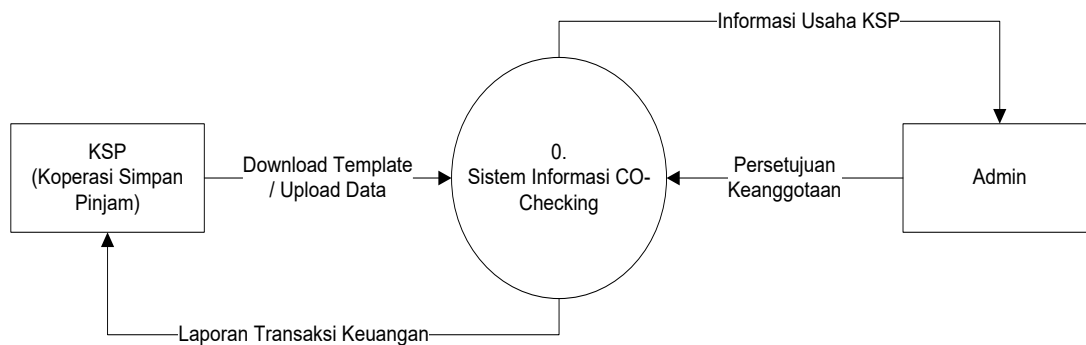 Informasi Usaha KSP
KSP
(Koperasi Simpan
Pinjam)
Download Template
/ Upload Data
0.
Sistem Informasi CO-
Checking
Persetujuan
Keanggotaan
Admin
Laporan Transaksi Keuangan